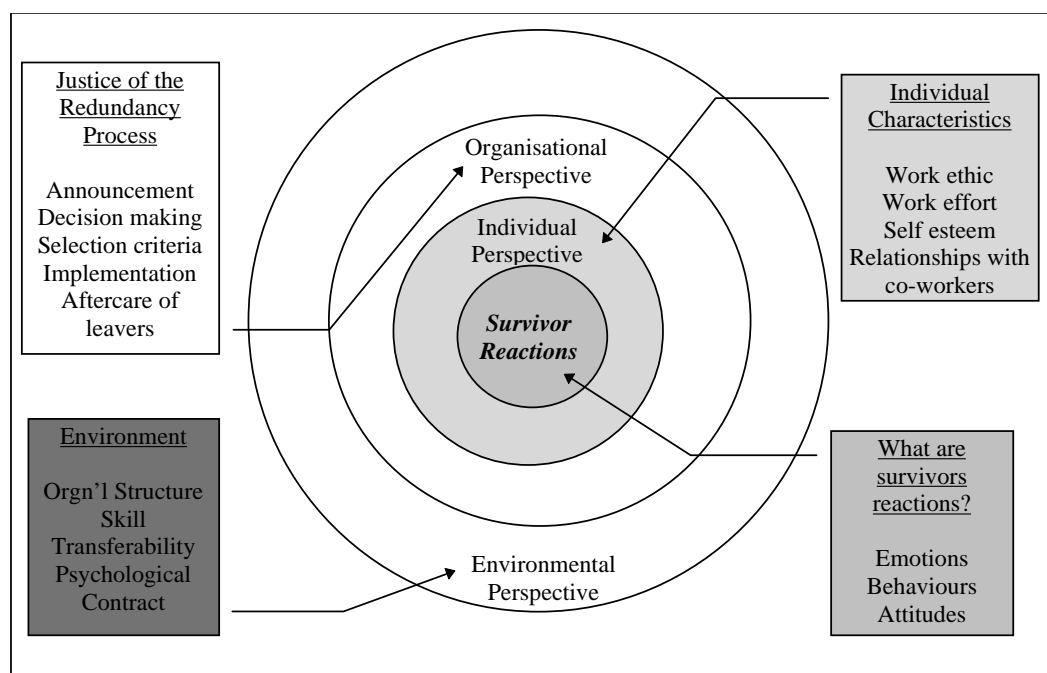 Justice of the
Redundancy
Process
Announcement
Decision making
Selection criteria
Implementation
Aftercare of
leavers
Organisational
Perspective
Individual
Perspective
Survivor
Reactions
Environmental
Perspective
Individual
Characteristics
Work ethic
Work effort
Self esteem
Relationships with
co-workers
Environment
Orgn’l Structure
Skill
Transferability
Psychological
Contract
What are
survivors
reactions?
Emotions
Behaviours
Attitudes